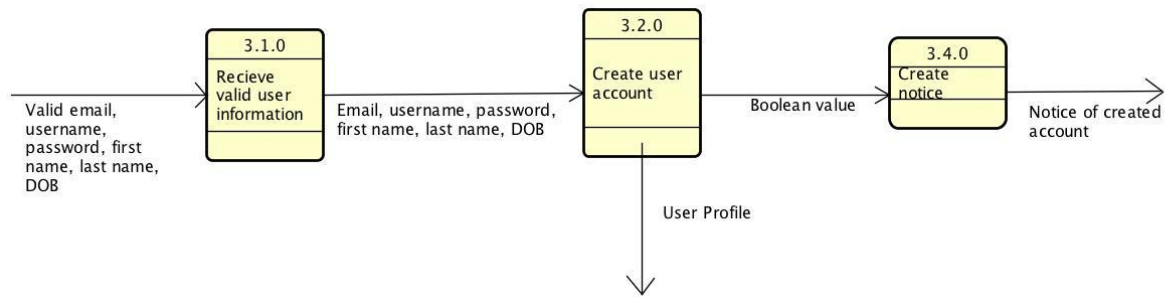 3.1.0
Recieve
valid user
information
3.2.0
Create user
account
3.4.0
Create
notice
Valid email,
username,
password, first
name, last name,
DOB
Email, username, password,
first name, last name, DOB
Boolean value
Notice of created
account
User Profile